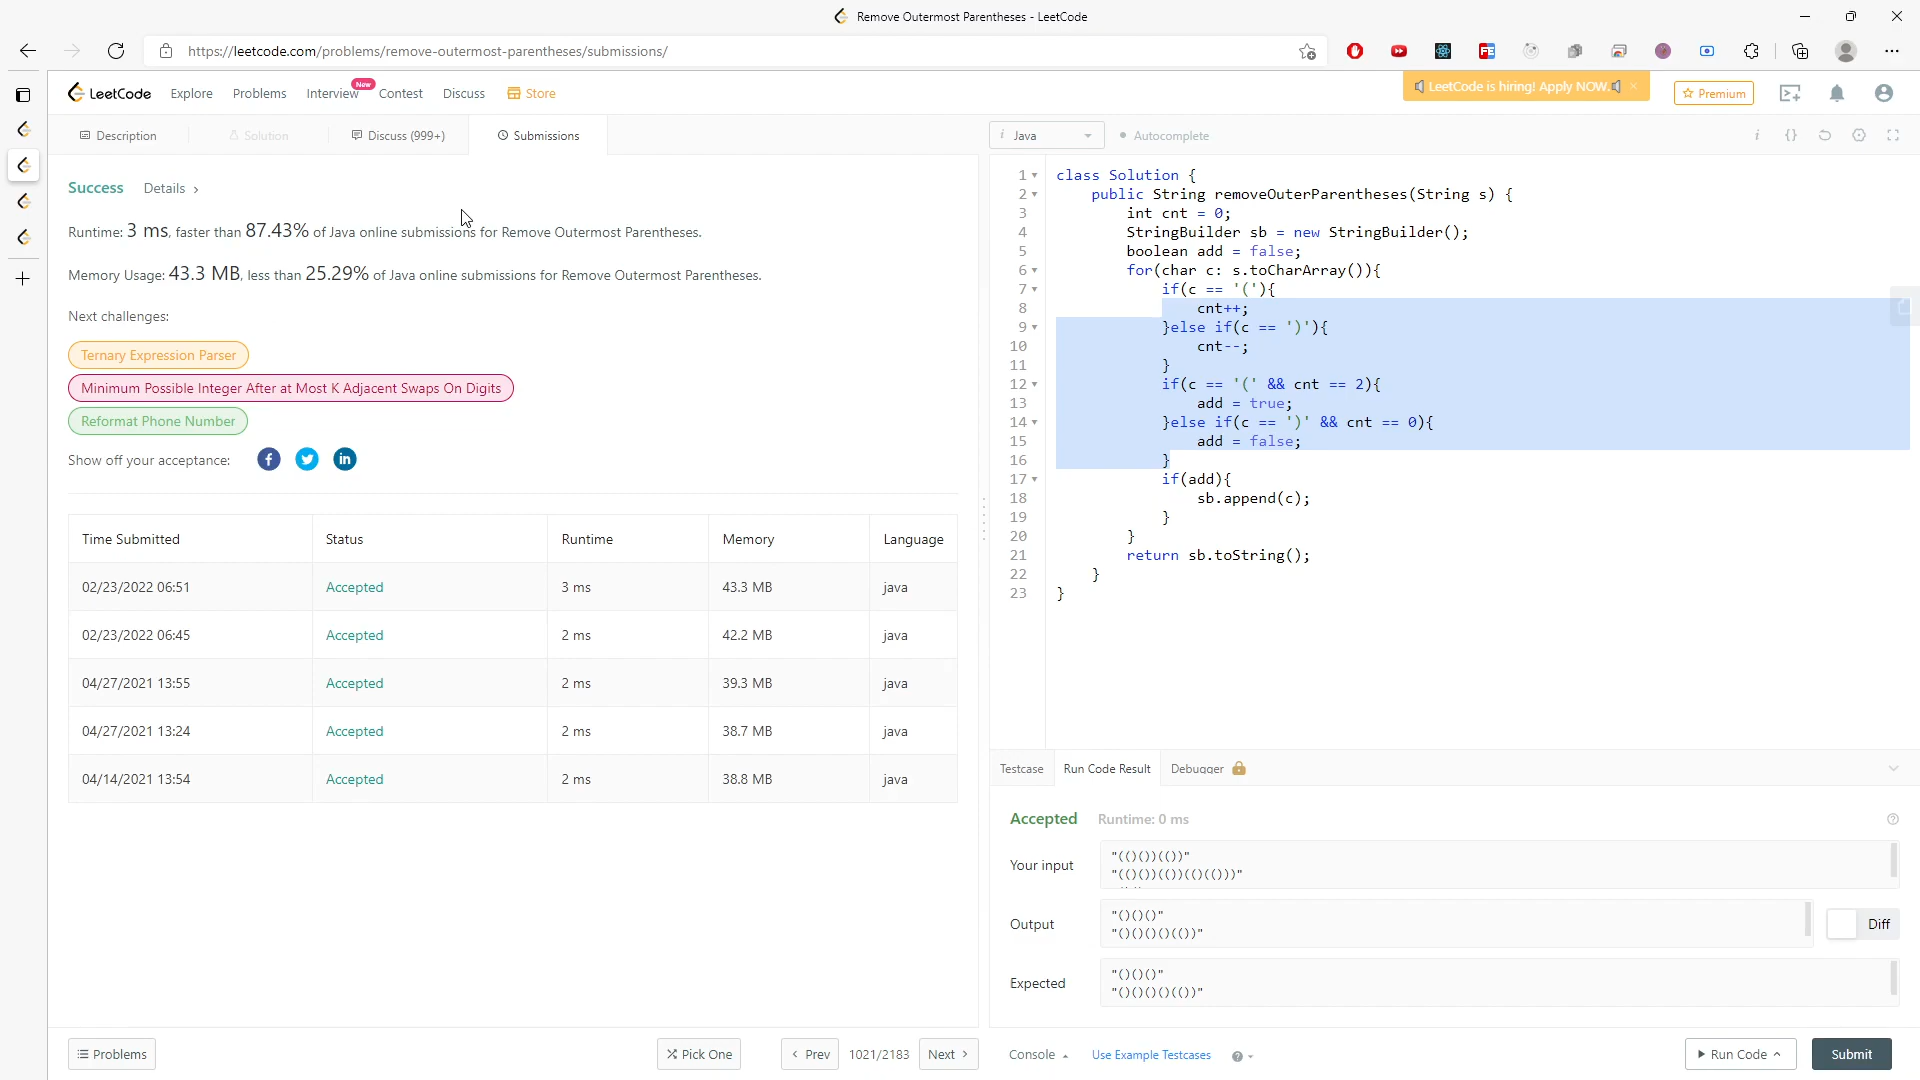 Remove Outermost Parentheses - LeetCode
https://leetcode.com/problems/remove-outermost-parentheses/submissions/
LeetCode Explore Problems Interview New Contest Discuss Store
LeetCode is hiring! Apply NOW.
Premium
Description Solution Discuss (999+) Submissions
Success Details >
Runtime: 3 ms, faster than 87.43% of Java online submissions for Remove Outermost Parentheses.
Memory Usage: 43.3 MB, less than 25.29% of Java online submissions for Remove Outermost Parentheses.
Next challenges:
Ternary Expression Parser
Minimum Possible Integer After at Most K Adjacent Swaps On Digits
Reformat Phone Number
Show off your acceptance:
Time Submitted Status Runtime Memory Language
02/23/2022 06:51 Accepted 3 ms 43.3 MB java
02/23/2022 06:45 Accepted 2 ms 42.2 MB java
04/27/2021 13:55 Accepted 2 ms 39.3 MB java
04/27/2021 13:24 Accepted 2 ms 38.7 MB java
04/14/2021 13:54 Accepted 2 ms 38.8 MB java
Problems Pick One < Prev 1021/2183 Next >
i Java Autocomplete
1 class Solution {
2 public String removeOuterParentheses(String s) {
3 int cnt = 0;
4 StringBuilder sb = new StringBuilder();
5 boolean add = false;
6 for(char c: s.toCharArray()){
7 if(c == '('){
8 cnt++;
9 }else if(c == ')'){
10 cnt--;
11 }
12 if(c == '(' && cnt == 2){
13 add = true;
14 }else if(c == ')' && cnt == 0){
15 add = false;
16 }
17 if(add){
18 sb.append(c);
19 }
20 }
21 return sb.toString();
22 }
23 }
Testcase Run Code Result Debugger
Accepted Runtime: 0 ms
Your input
"(()())(())"
"(()())(())(()(()))"
Output
"()()()"
"()()()()(())"
Diff
Expected
"()()()"
"()()()()(())"
Console Use Example Testcases Run Code Submit